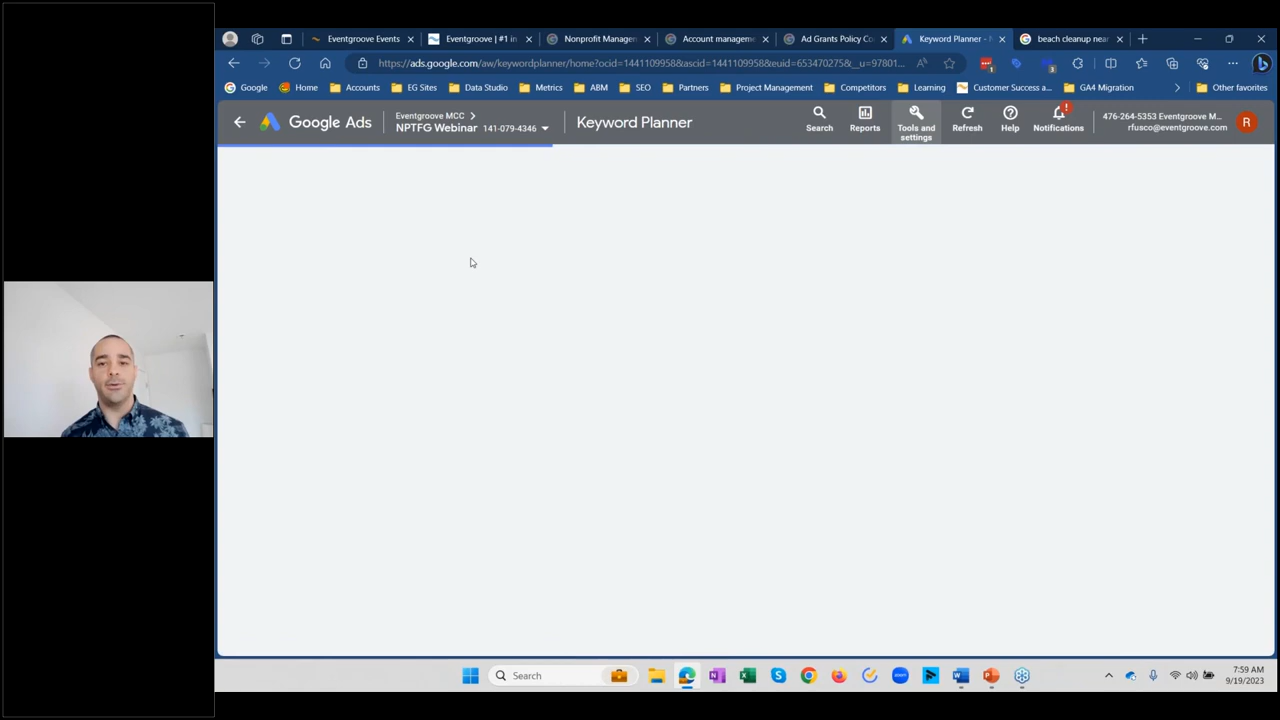 Eventgroove Events
Eventgroove | #1 in
Nonprofit Managen
Account managem
Ad Grants Policy Co
Keyword Planner - N
beach cleanup near
https://ads.google.com/aw/keywordplanner/home?ocid=1441109958&ascid=1441109958&euid=653470275&__u=97801...
Google
Home
Accounts
EG Sites
Data Studio
Metrics
ABM
SEO
Partners
Project Management
Competitors
Learning
Customer Success a...
GA4 Migration
Other favorites
Google Ads
Eventgroove MCC
NPTFG Webinar 141-079-4346
Keyword Planner
Search
Reports
Tools and
settings
Refresh
Help
Notifications
476-264-5353 Eventgroove M...
rfusco@eventgroove.com
R
Search
7:59 AM
9/19/2023